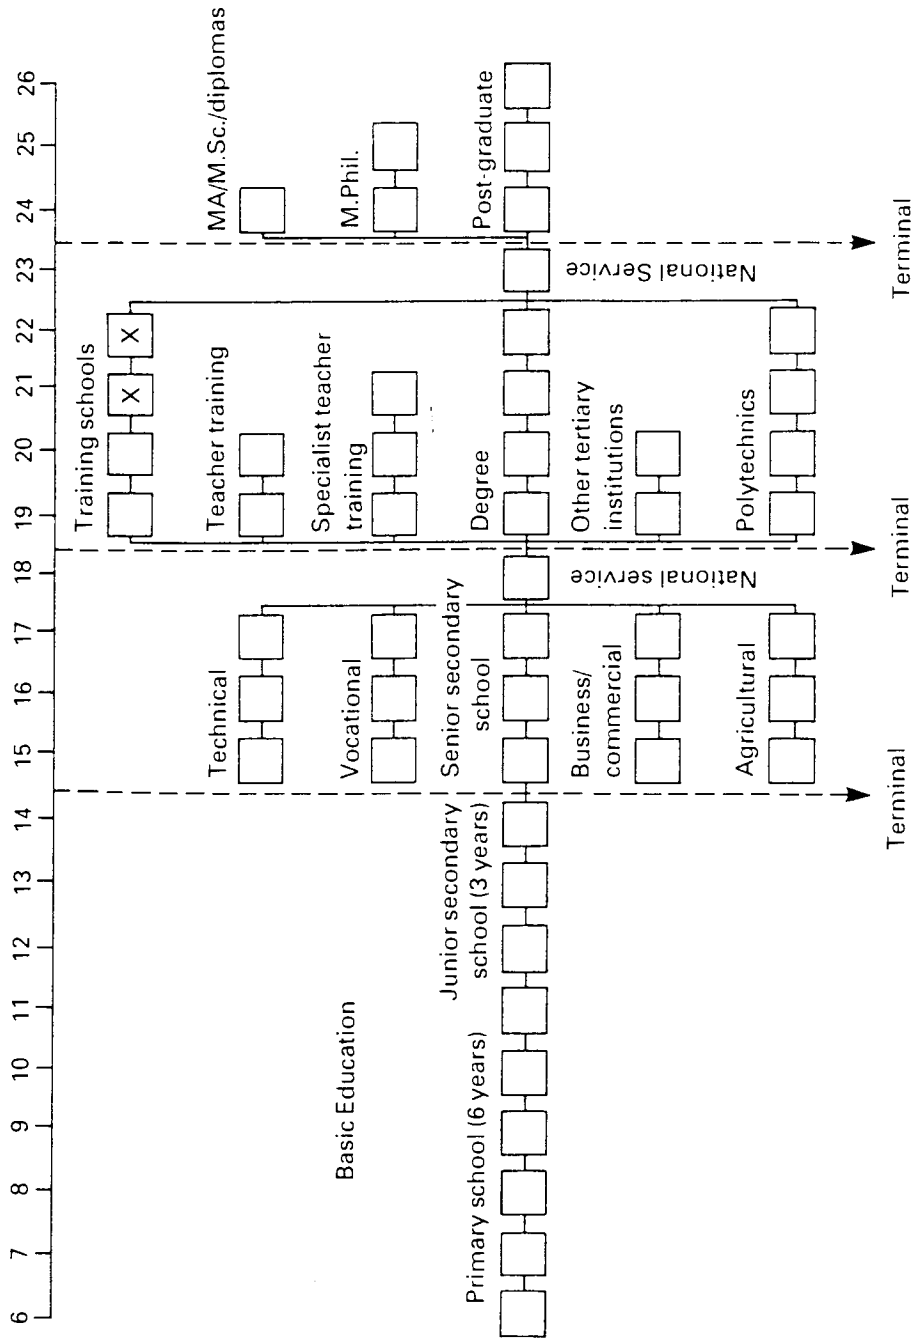 6 7 8 9 10 11 12 13 14 15 16 17 18 19 20 21 22 23 24 25 26
Basic Education
Primary school (6 years)
Junior secondary
school (3 years)
Terminal
Technical
Vocational
Senior secondary
school
Business/
commercial
Agricultural
National service
Terminal
Training schools
X X
Teacher training
Specialist teacher
training
Degree
Other tertiary
institutions
Polytechnics
National Service
Terminal
MA/M.Sc./diplomas
M.Phil.
Post-graduate